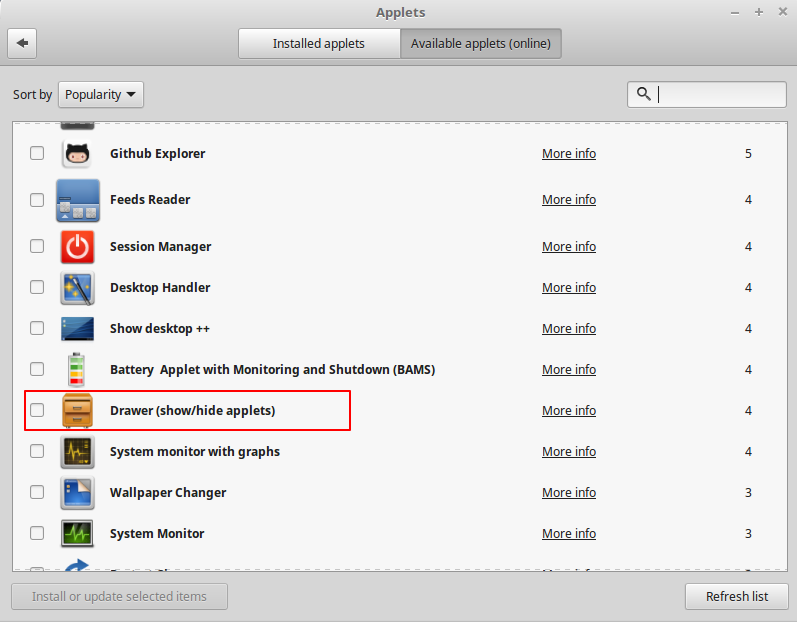 Applets
Installed applets Available applets (online)
Sort by Popularity
Github Explorer More info 5
Feeds Reader More info 4
Session Manager More info 4
Desktop Handler More info 4
Show desktop ++ More info 4
Battery  Applet with Monitoring and Shutdown (BAMS) More info 4
Drawer (show/hide applets) More info 4
System monitor with graphs More info 4
Wallpaper Changer More info 3
System Monitor More info 3
Install or update selected items Refresh list